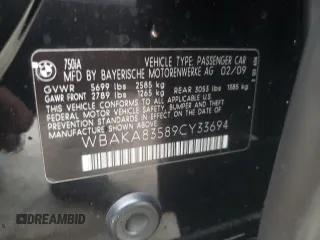 750IA VEHICLE TYPE: PASSENGER CAR
MFD BY BAYERISCHE MOTORENWERKE AG 02/09
GVWR 5699 lbs 2585 kg
GAWR FRONT 2789 lbs 1265 kg REAR 3053 lbs 1385 kg
THIS VEHICLE CONFORMS TO ALL APPLICABLE
FEDERAL MOTOR VEHICLE SAFETY, BUMPER
AND THEFT PREVENTION STANDARDS IN EFFECT ON
THE DATE OF MANUFACTURE SHOWN ABOVE
WBAKA83589CY33694
DREAMBID